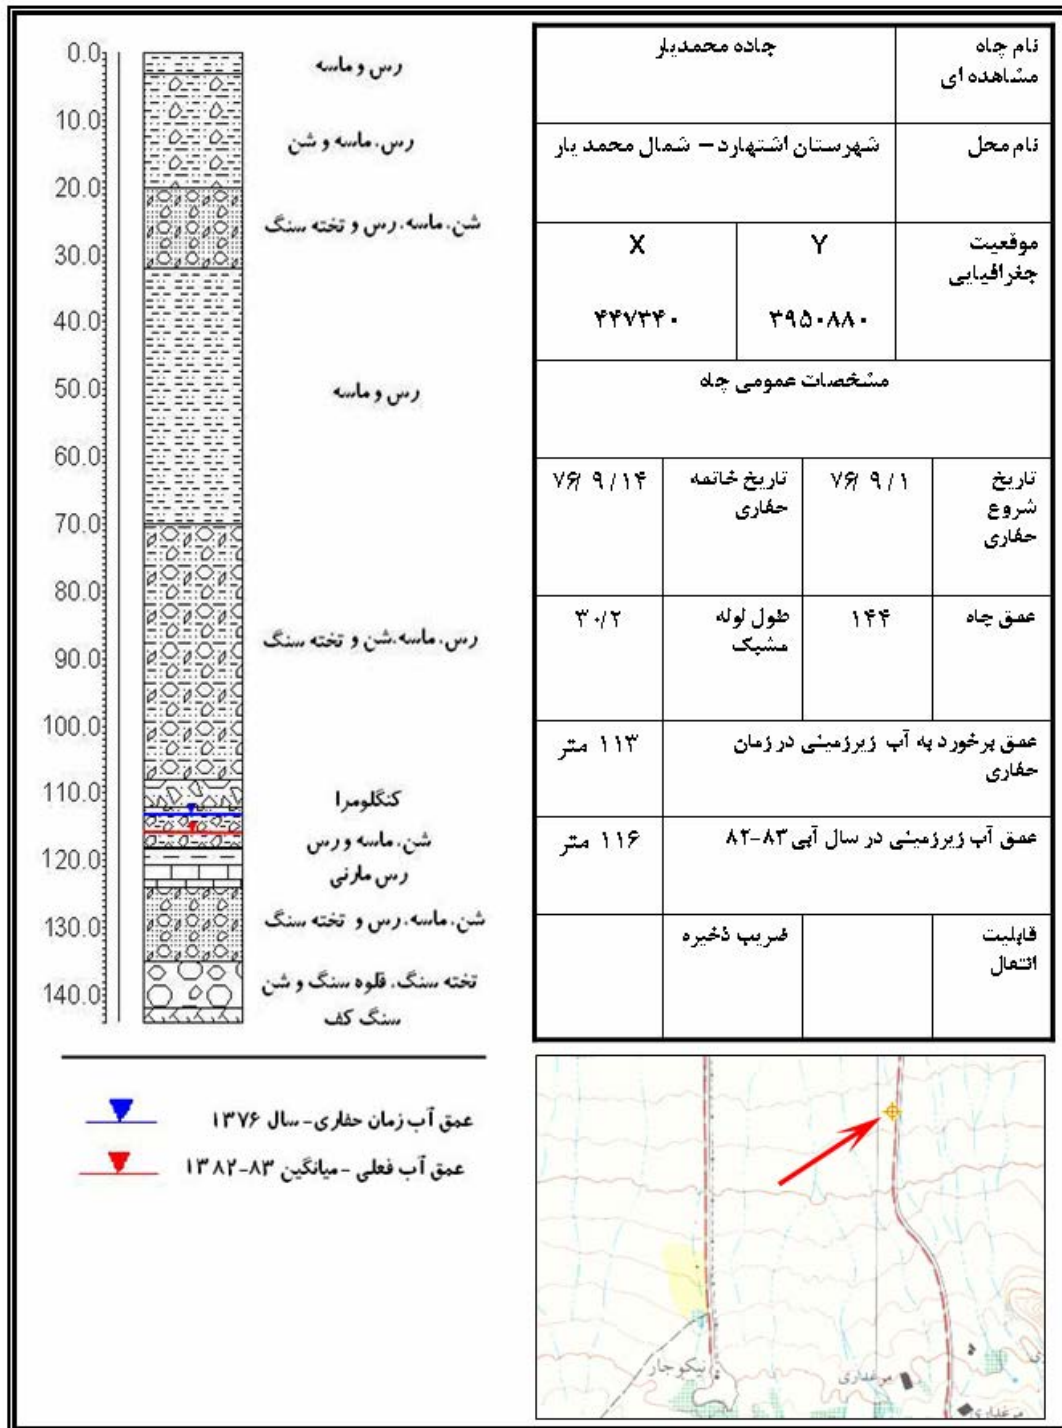 نام چاه
مشاهده ای
جاده محمدیار
نام محل
شهرستان اشتهارد – شمال محمد یار
موقعیت
جغرافیایی
Y
X
۳۹۵۰۸۸۰
۴۴۷۳۴۰
مشخصات عمومی چاه
تاریخ
شروع
حفاری
۷۶/ ۹ / ۱
تاریخ خاتمه
حفاری
۷۶/ ۹ / ۱۴
عمق چاه
۱۴۴
طول لوله
مشبک
۳۰/۲
عمق برخورد به آب زیرزمینی در زمان
حفاری
۱۱۳ متر
عمق آب زیرزمینی در سال آبی ۸۳-۸۲
۱۱۶ متر
قابلیت
انتقال
ضریب ذخیره
0.0
10.0
20.0
30.0
40.0
50.0
60.0
70.0
80.0
90.0
100.0
110.0
120.0
130.0
140.0
رس و ماسه
رس، ماسه و شن
شن، ماسه، رس و تخته سنگ
رس و ماسه
رس، ماسه، شن و تخته سنگ
کنگلومرا
شن، ماسه و رس
رس مارنی
شن، ماسه، رس و تخته سنگ
تخته سنگ، قلوه سنگ و شن
سنگ کف
عمق آب زمان حفاری - سال ۱۳۷۶
عمق آب فعلی - میانگین ۸۳-۱۳۸۲
نیکوجار
مرغداری
مرغداری